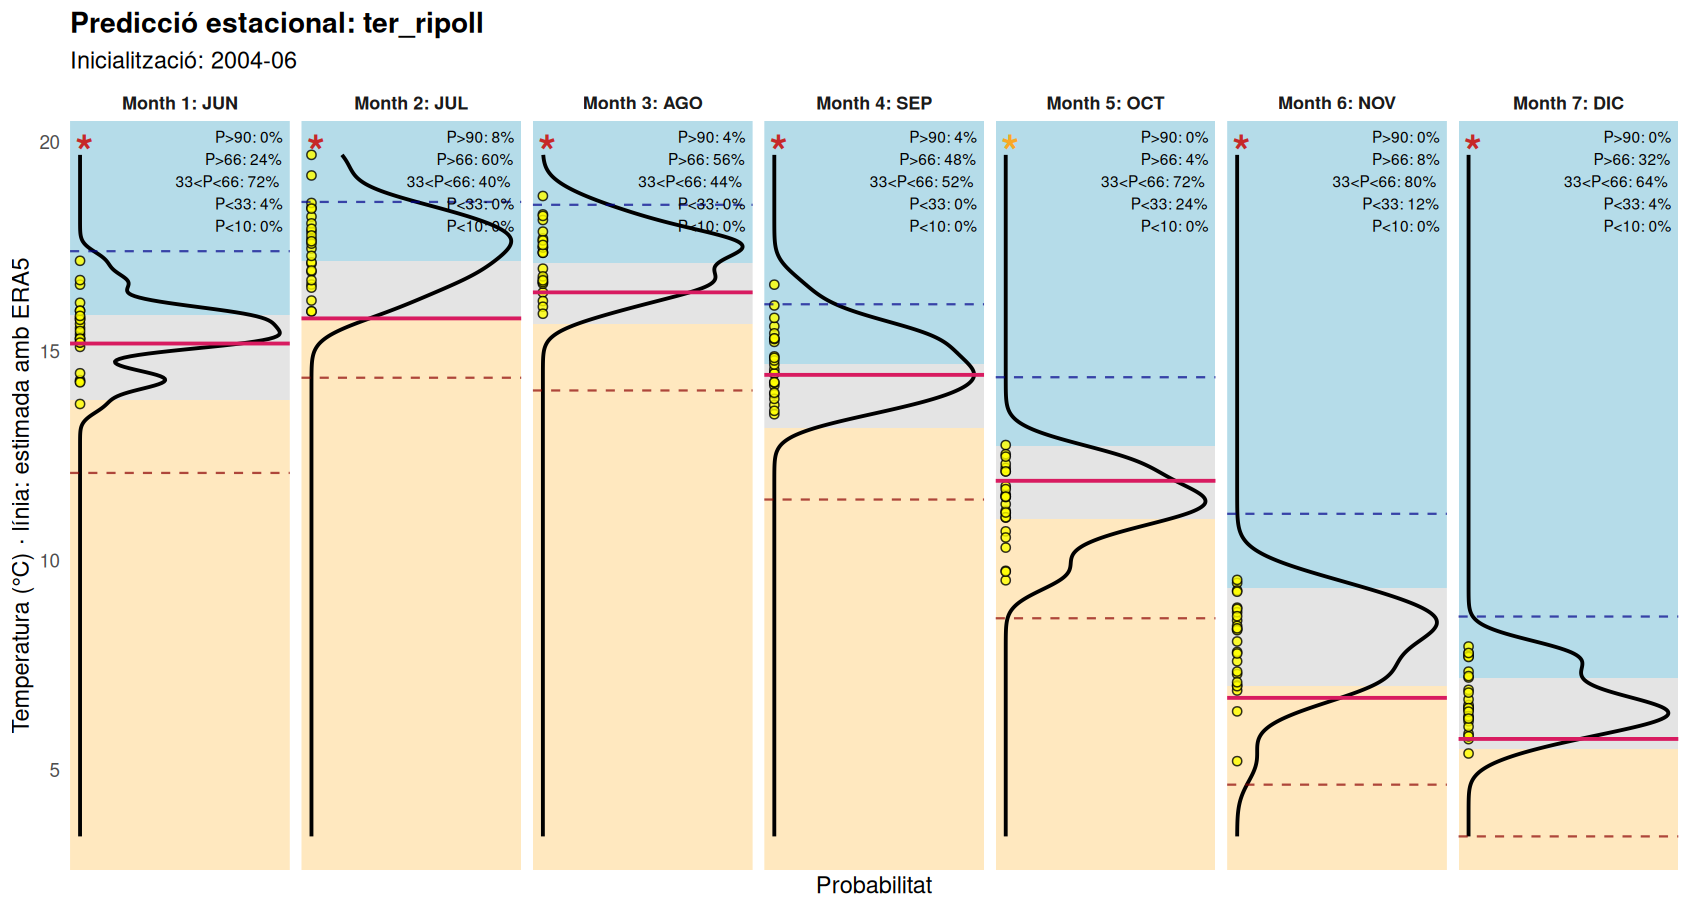 Predicció estacional: ter_ripoll
Inicialització: 2004-06
Month 1: JUN
Month 2: JUL
Month 3: AGO
Month 4: SEP
Month 5: OCT
Month 6: NOV
Month 7: DIC
*
P>90: 0%
P>66: 24%
33<P<66: 72%
P<33: 4%
P<10: 0%
*
P>90: 8%
P>66: 60%
33<P<66: 40%
P<33: 0%
P<10: 0%
*
P>90: 4%
P>66: 56%
33<P<66: 44%
P<33: 0%
P<10: 0%
*
P>90: 4%
P>66: 48%
33<P<66: 52%
P<33: 0%
P<10: 0%
*
P>90: 0%
P>66: 4%
33<P<66: 72%
P<33: 24%
P<10: 0%
*
P>90: 0%
P>66: 8%
33<P<66: 80%
P<33: 12%
P<10: 0%
*
P>90: 0%
P>66: 32%
33<P<66: 64%
P<33: 4%
P<10: 0%
20
15
10
5
Temperatura (°C) · línia: estimada amb ERA5
Probabilitat